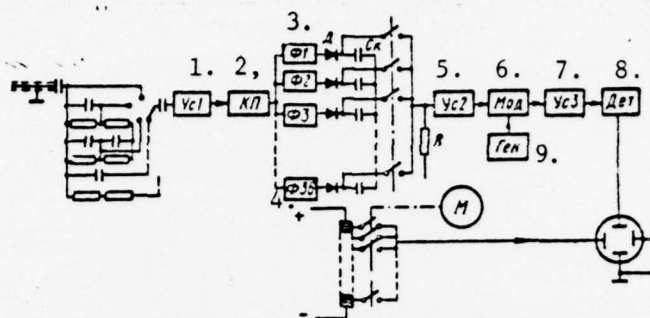 1.
2,
3.
Ус1
КП
Ф1
Д
Ск
Ф2
Ф3
Ф36
5.
6.
7.
8.
Ус2
Мод
Ус3
Дет
Ген
9.
R
4.
+
М
-